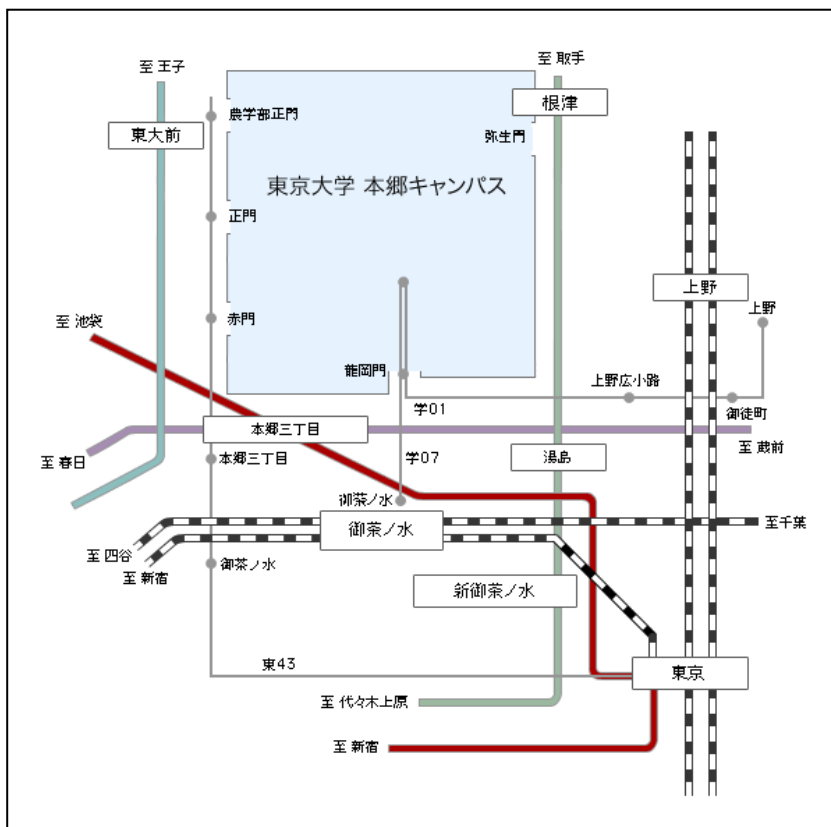 至 王子
至 取手
根津
農学部正門
東大前
弥生門
東京大学 本郷キャンパス
正門
上野
上野
至 池袋
赤門
龍岡門
上野広小路
学01
御徒町
本郷三丁目
至 蔵前
至 春日
本郷三丁目
学07
湯島
御茶ノ水
御茶ノ水
至千葉
至 四谷
至 新宿
御茶ノ水
新御茶ノ水
東43
東京
至 代々木上原
至 新宿